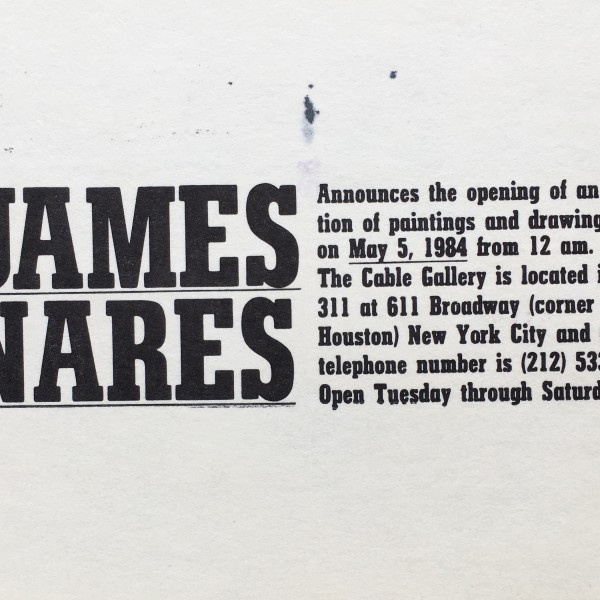 JAMES
NARES
Announces the opening of an
tion of paintings and drawing
on May 5, 1984 from 12 am.
The Cable Gallery is located i
311 at 611 Broadway (corner
Houston) New York City and
telephone number is (212) 533
Open Tuesday through Saturd